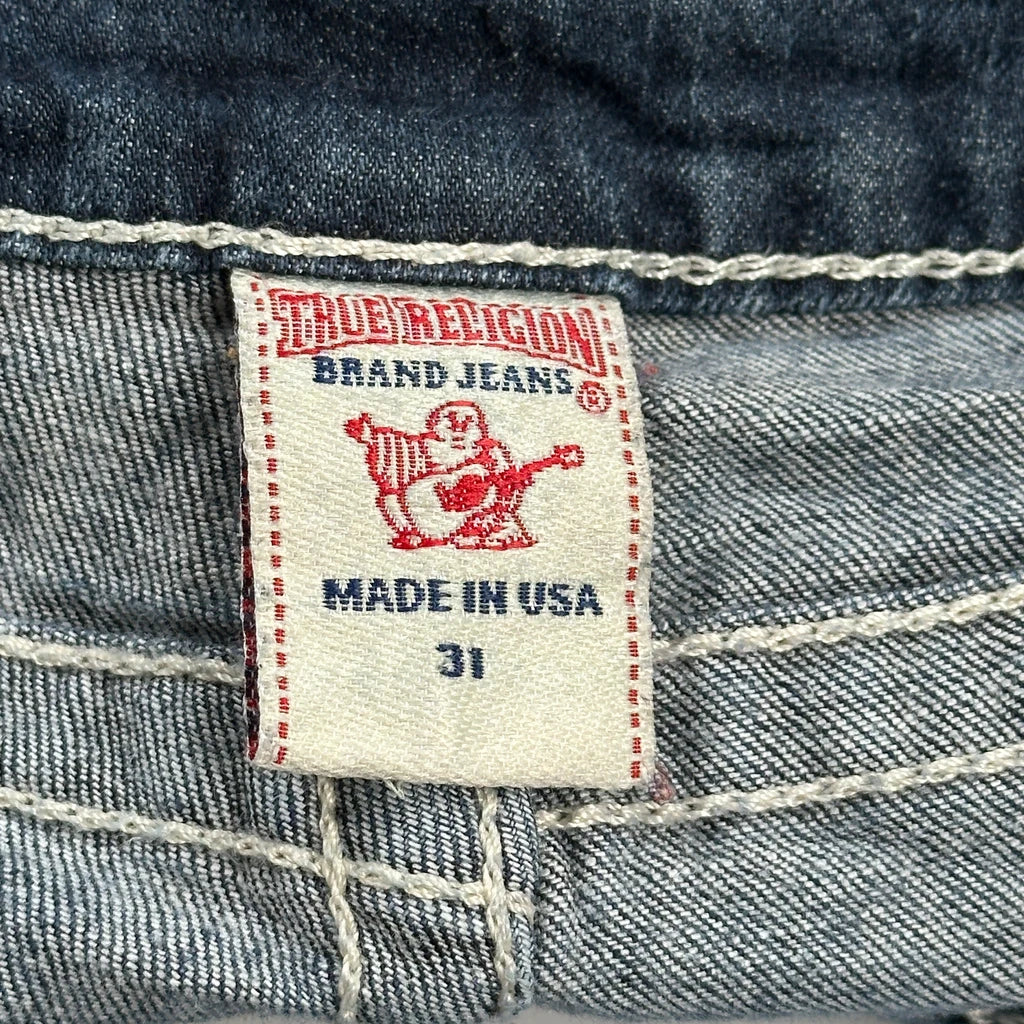 TRUE RELIGION
BRAND JEANS ®
MADE IN USA
31